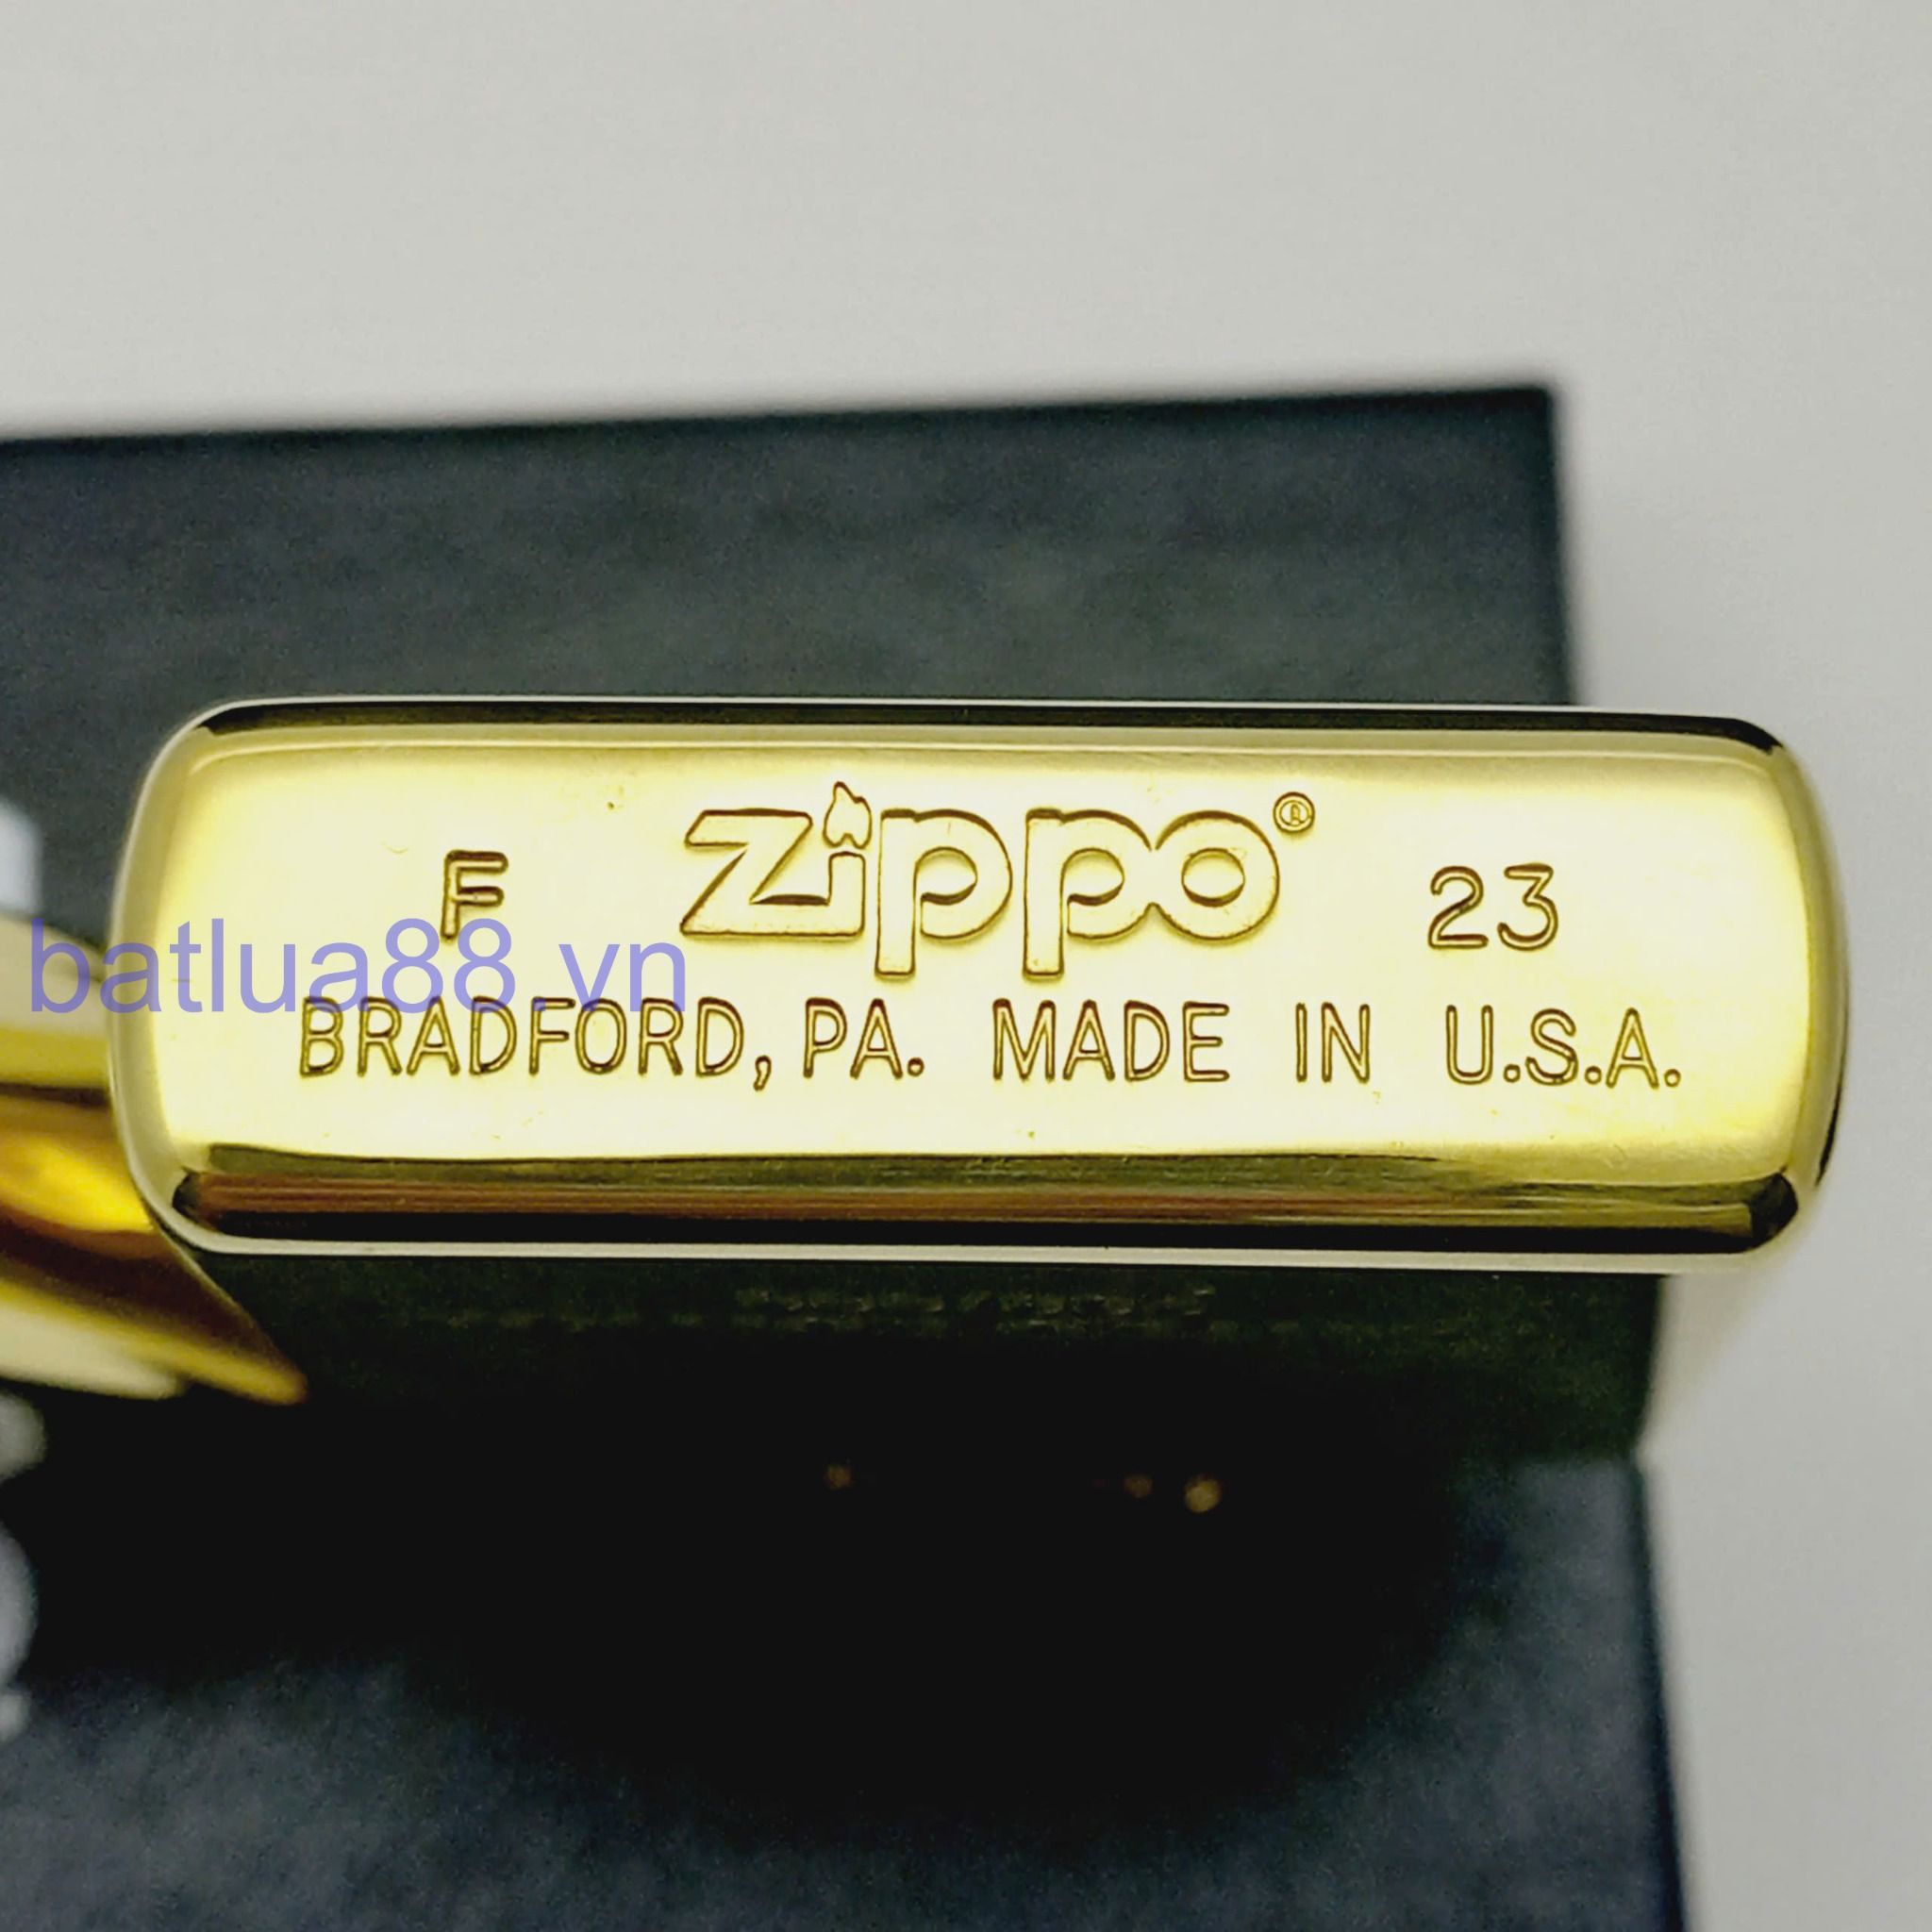 F zippo® 23
batlua88.vn
BRADFORD, PA. MADE IN U.S.A.